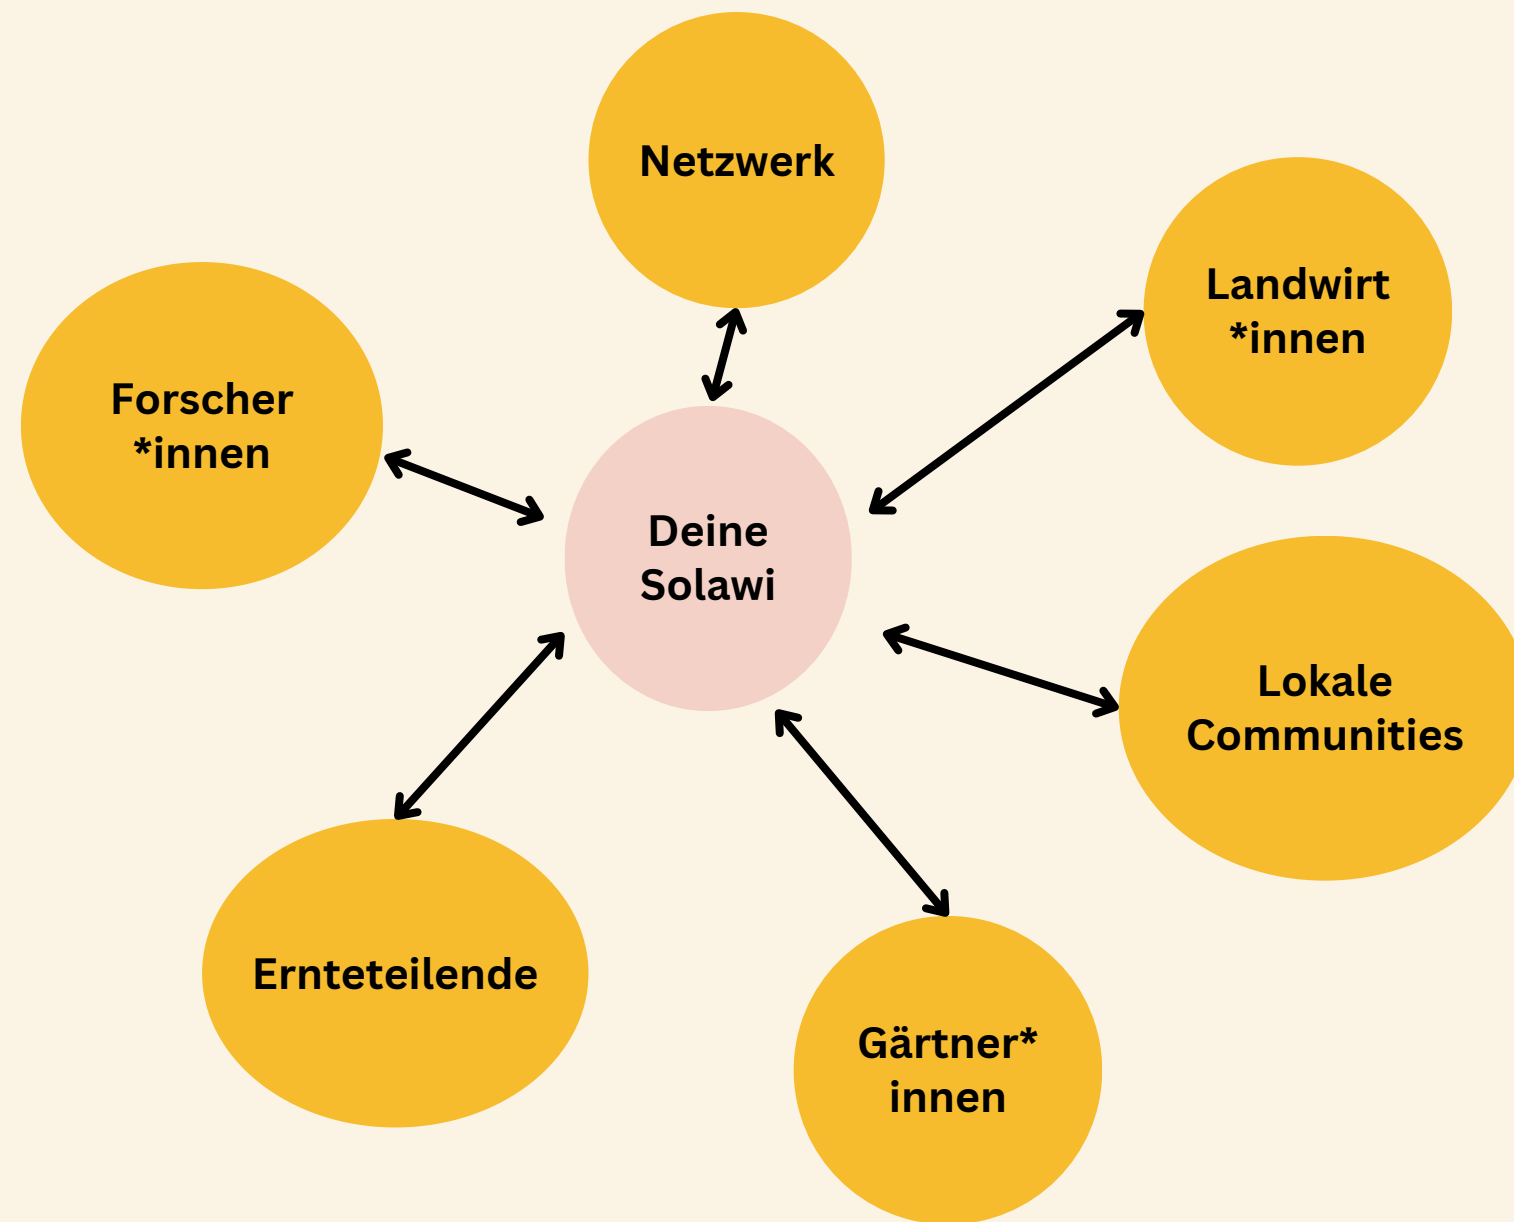 Netzwerk
Landwirt
*innen
Forscher
*innen
Deine
Solawi
Lokale
Communities
Ernteteilende
Gärtner*
innen